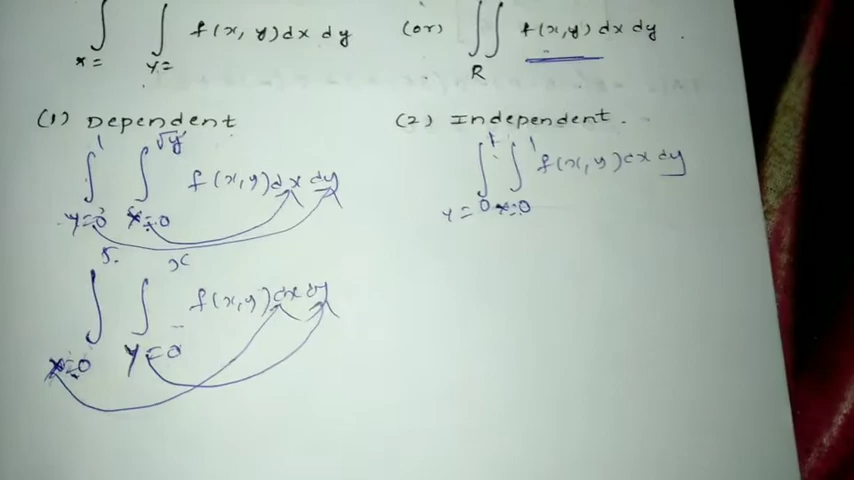 ∫ ∫ f(x, y) dx dy (or) ∫∫ f(x,y) dx dy .
x= y= R
(1) Dependent (2) Independent .
1 √y 1 1
∫ ∫ f(x,y) dx dy ∫ ∫ f(x,y) dx dy
y=0 x=0 y=0 x=0
5 x
∫ ∫ f(x,y) dx dy
x=0 y=0